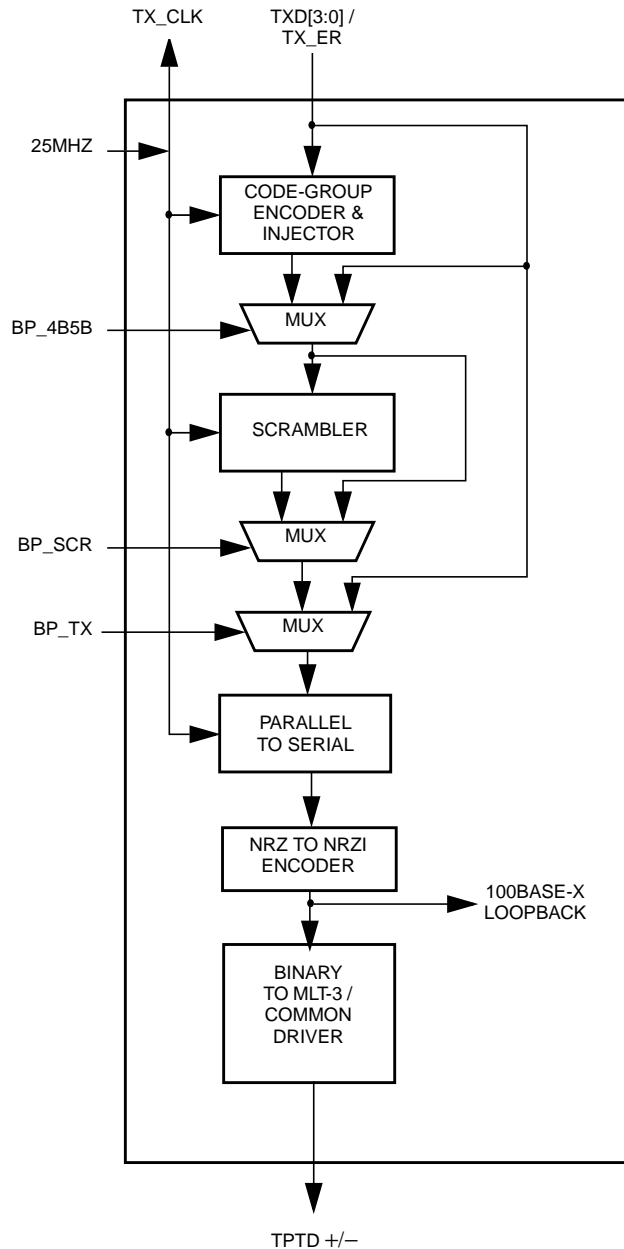 TX_CLK
TXD[3:0] /
TX_ER
25MHZ
CODE-GROUP
ENCODER &
INJECTOR
BP_4B5B
MUX
SCRAMBLER
BP_SCR
MUX
BP_TX
MUX
PARALLEL
TO SERIAL
NRZ TO NRZI
ENCODER
100BASE-X
LOOPBACK
BINARY
TO MLT-3 /
COMMON
DRIVER
TPTD +/−